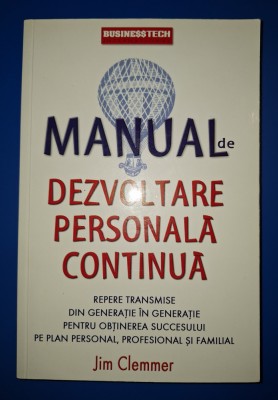 BUSINE$$TECH
MANUAL de
DEZVOLTARE
PERSONALĂ
CONTINUĂ
REPERE TRANSMISE
DIN GENERAȚIE ÎN GENERAȚIE
PENTRU OBȚINEREA SUCCESULUI
PE PLAN PERSONAL, PROFESIONAL ȘI FAMILIAL
Jim Clemmer